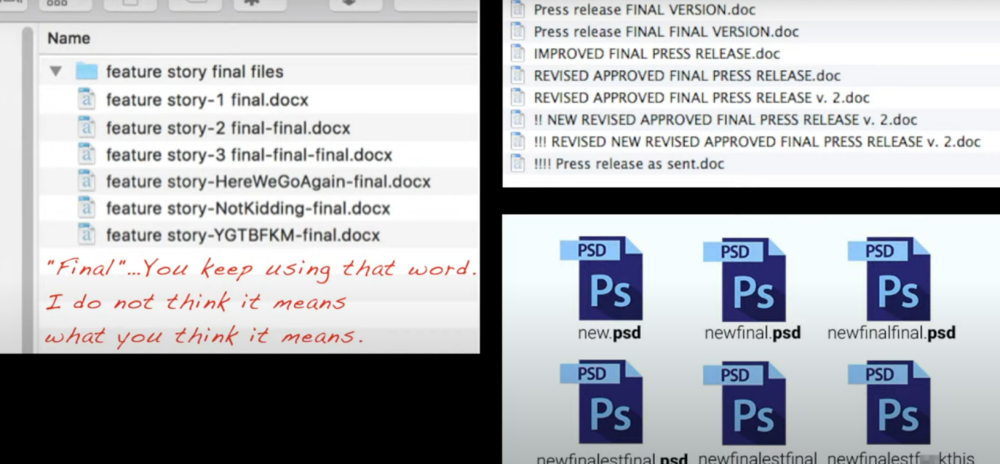 Name
feature story final files
feature story-1 final.docx
feature story-2 final-final.docx
feature story-3 final-final-final.docx
feature story-HereWeGoAgain-final.docx
feature story-NotKidding-final.docx
feature story-YGTBFKM-final.docx
"Final"...You keep using that word.
I do not think it means
what you think it means.
Press release FINAL VERSION.doc
Press release FINAL FINAL VERSION.doc
IMPROVED FINAL PRESS RELEASE.doc
REVISED APPROVED FINAL PRESS RELEASE.doc
REVISED APPROVED FINAL PRESS RELEASE v. 2.doc
!! NEW REVISED APPROVED FINAL PRESS RELEASE v. 2.doc
!!! REVISED NEW REVISED APPROVED FINAL PRESS RELEASE v. 2.doc
!!!! Press release as sent.doc
PSD PSD PSD
Ps Ps Ps
new.psd newfinal.psd newfinalfinal.psd
PSD PSD PSD
Ps Ps Ps
newfinalestfinal.psd newfinalestfinal